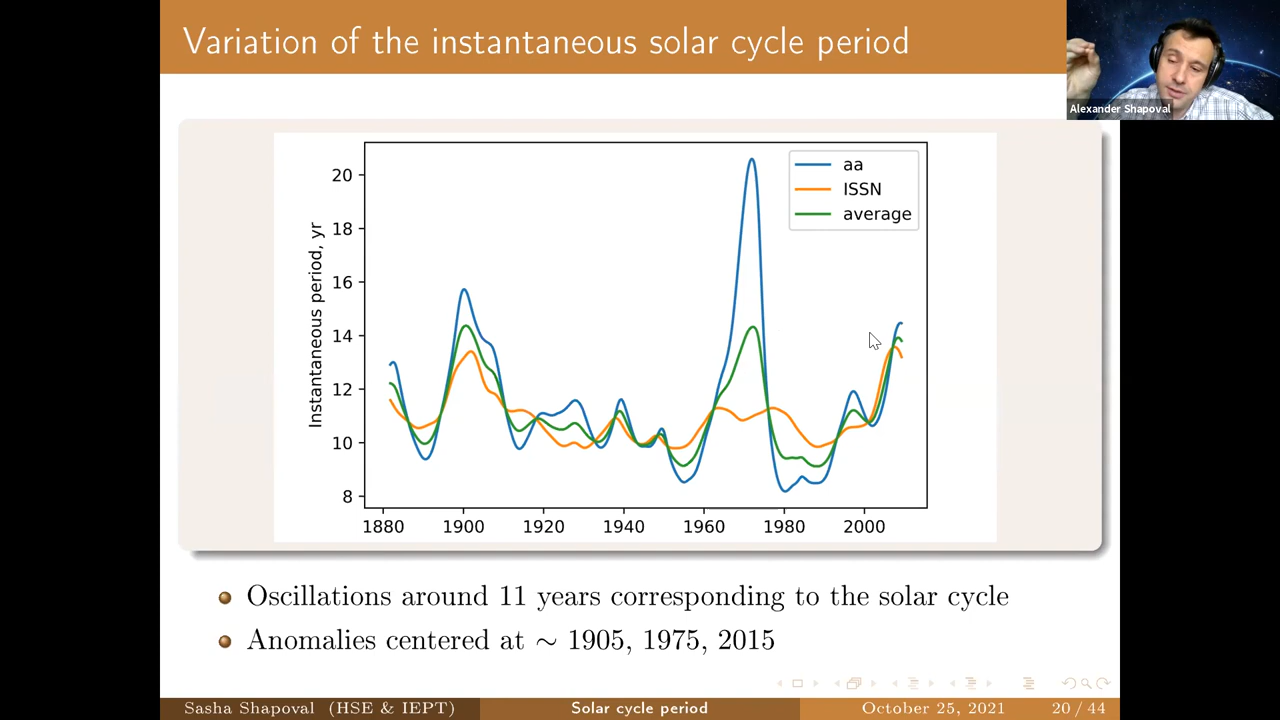 Variation of the instantaneous solar cycle period
Alexander Shapoval
aa
ISSN
average
Instantaneous period, yr
20
18
16
14
12
10
8
1880 1900 1920 1940 1960 1980 2000
Oscillations around 11 years corresponding to the solar cycle
Anomalies centered at ∼ 1905, 1975, 2015
Sasha Shapoval (HSE & IEPT) Solar cycle period October 25, 2021 20 / 44